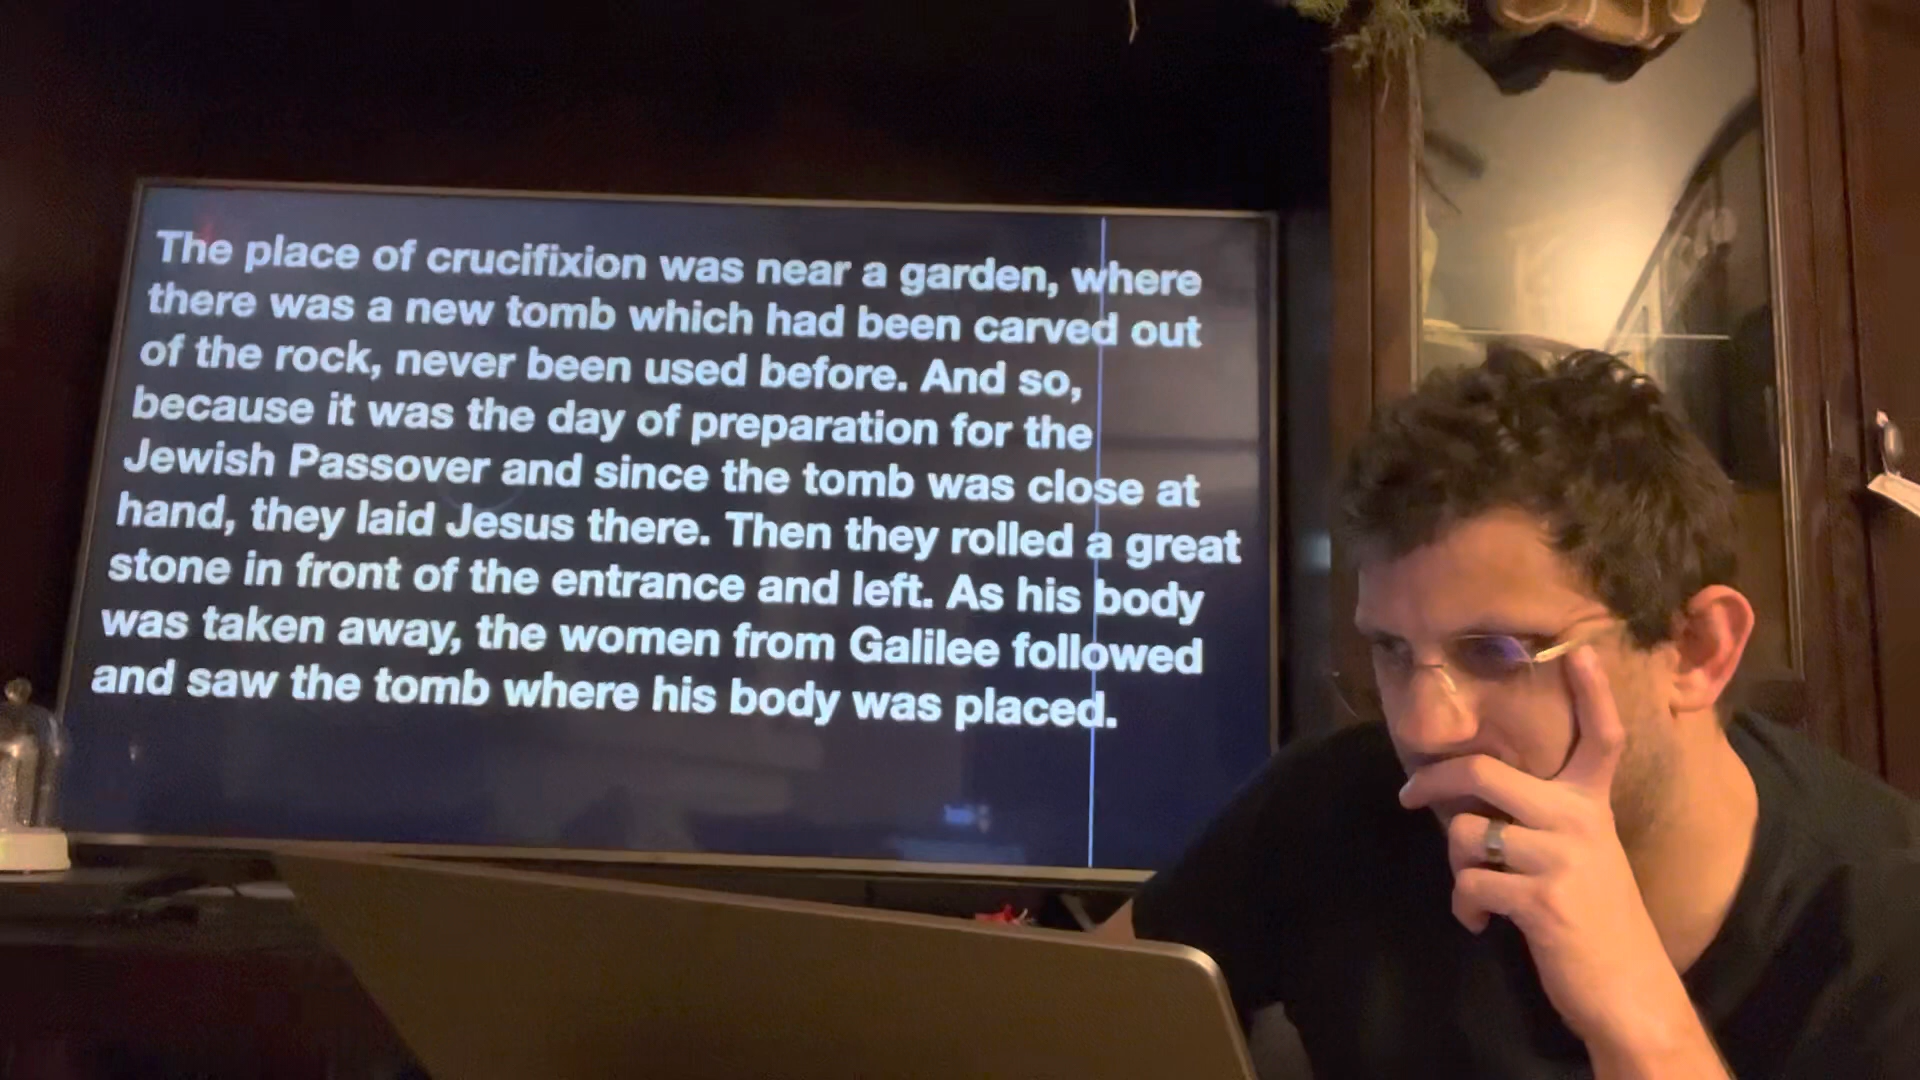 The place of crucifixion was near a garden, where
there was a new tomb which had been carved out
of the rock, never been used before. And so,
because it was the day of preparation for the
Jewish Passover and since the tomb was close at
hand, they laid Jesus there. Then they rolled a great
stone in front of the entrance and left. As his body
was taken away, the women from Galilee followed
and saw the tomb where his body was placed.